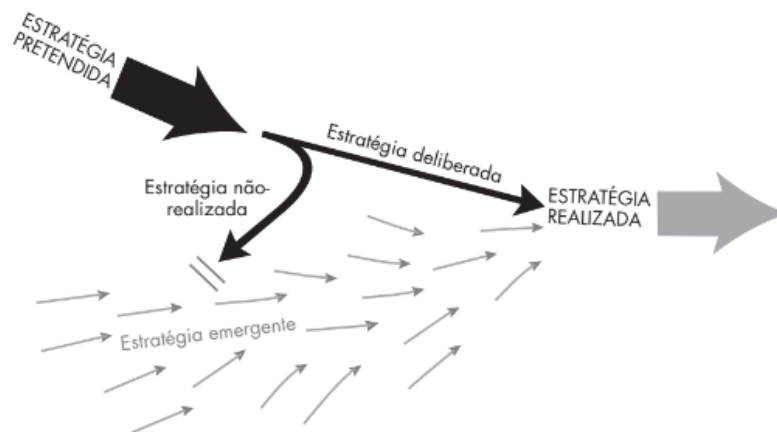 ESTRATÉGIA
PRETENDIDA
Estratégia deliberada
Estratégia não-
realizada
ESTRATÉGIA
REALIZADA
Estratégia emergente